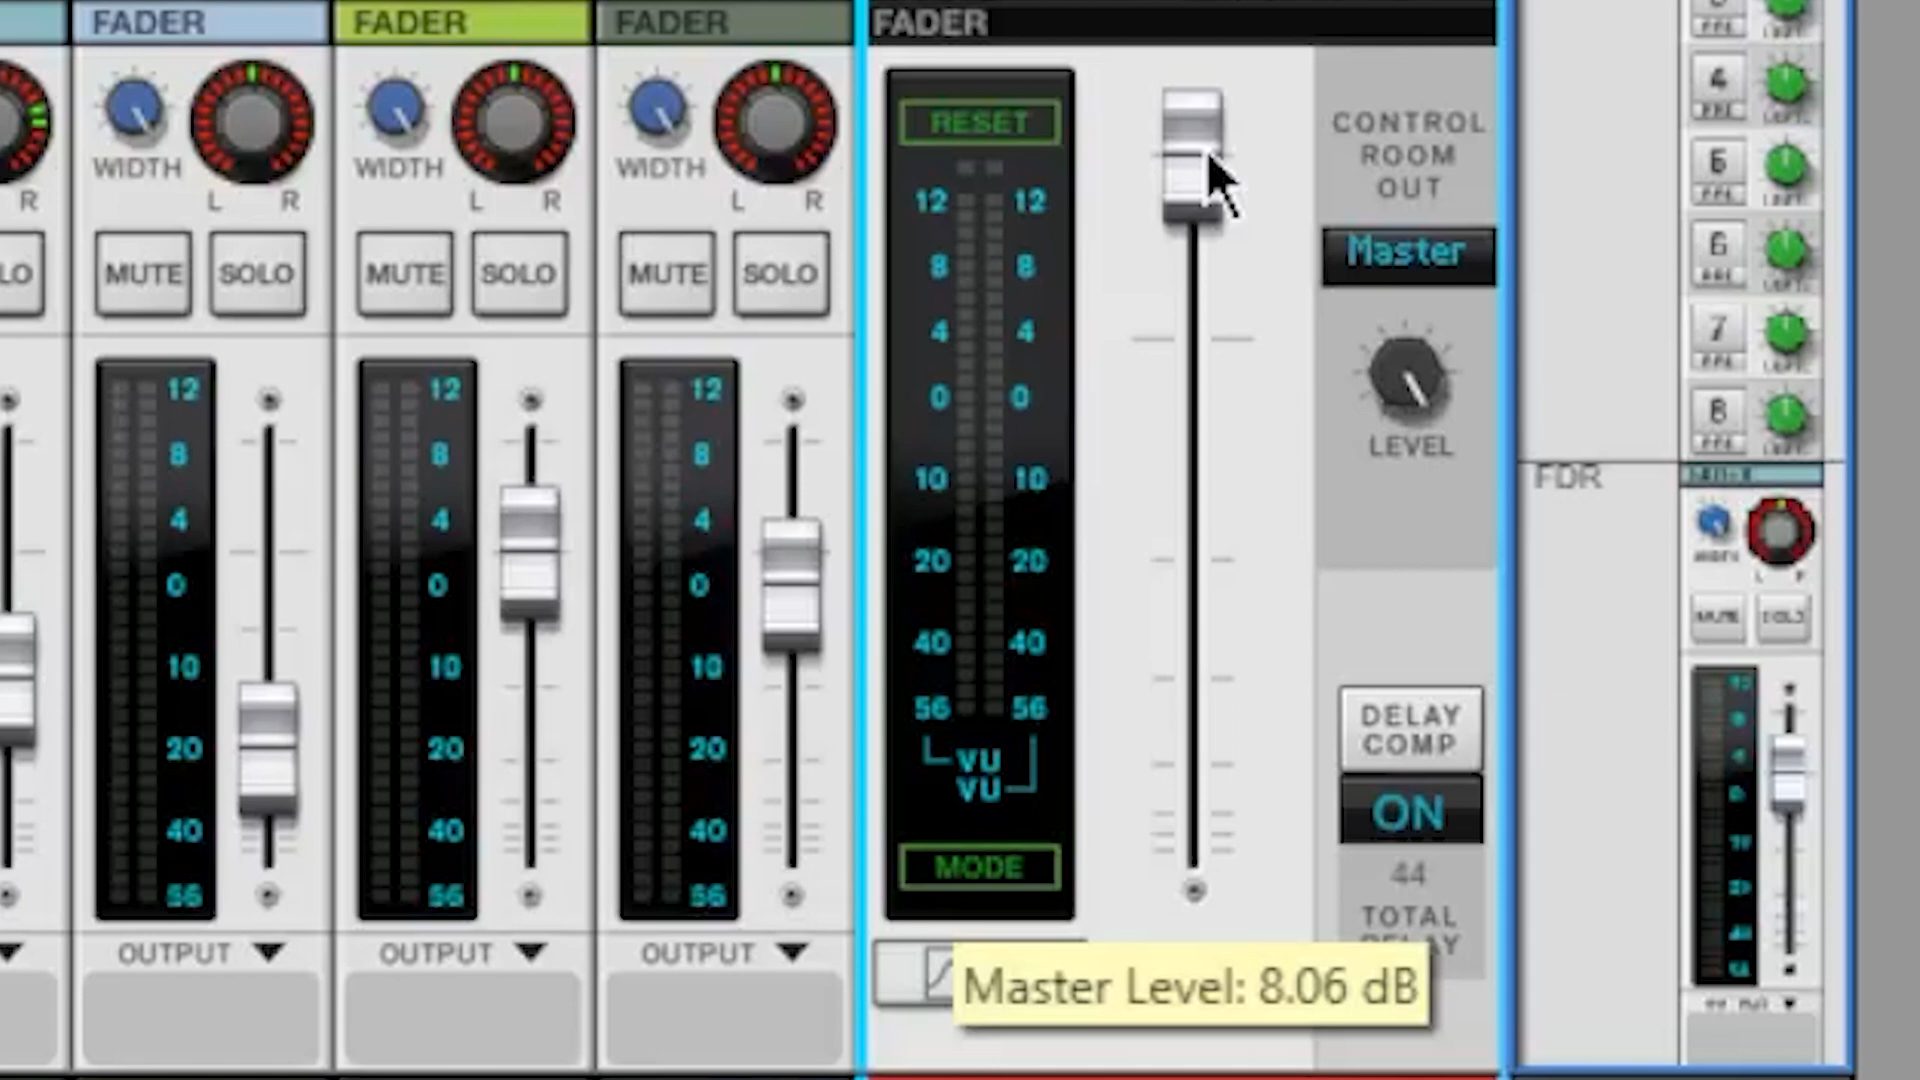 FADER FADER FADER FADER
WIDTH WIDTH WIDTH
R L R L R L R
LO MUTE SOLO MUTE SOLO MUTE SOLO
12 12 12
8 8 8
4 4 4
0 0 0
10 10 10
20 20 20
40 40 40
56 56 56
OUTPUT OUTPUT OUTPUT
RESET
12 12
8 8
4 4
0 0
10 10
20 20
40 40
56 56
VU
VU
MODE
CONTROL
ROOM
OUT
Master
LEVEL
DELAY
COMP
ON
44
TOTAL
DELAY
Master Level: 8.06 dB
4
5
6
7
8
FDR
L R